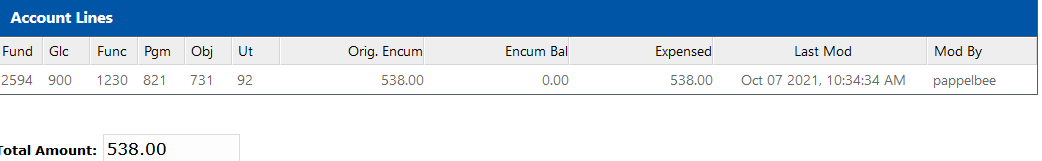 Account Lines
Fund Glc Func Pgm Obj Ut Orig. Encum Encum Bal Expensed Last Mod Mod By
2594 900 1230 821 731 92 538.00 0.00 538.00 Oct 07 2021, 10:34:34 AM pappelbee
Total Amount: 538.00